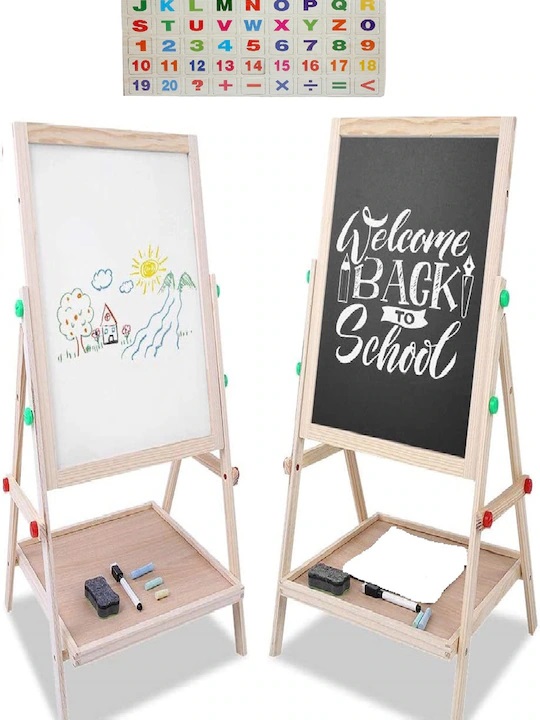 J K L M N O P Q R
S T U V W X Y Z 0
1 2 3 4 5 6 7 8 9
10 11 12 13 14 15 16 17 18
19 20 ? + − × ÷ = <
Welcome
BACK
TO
School